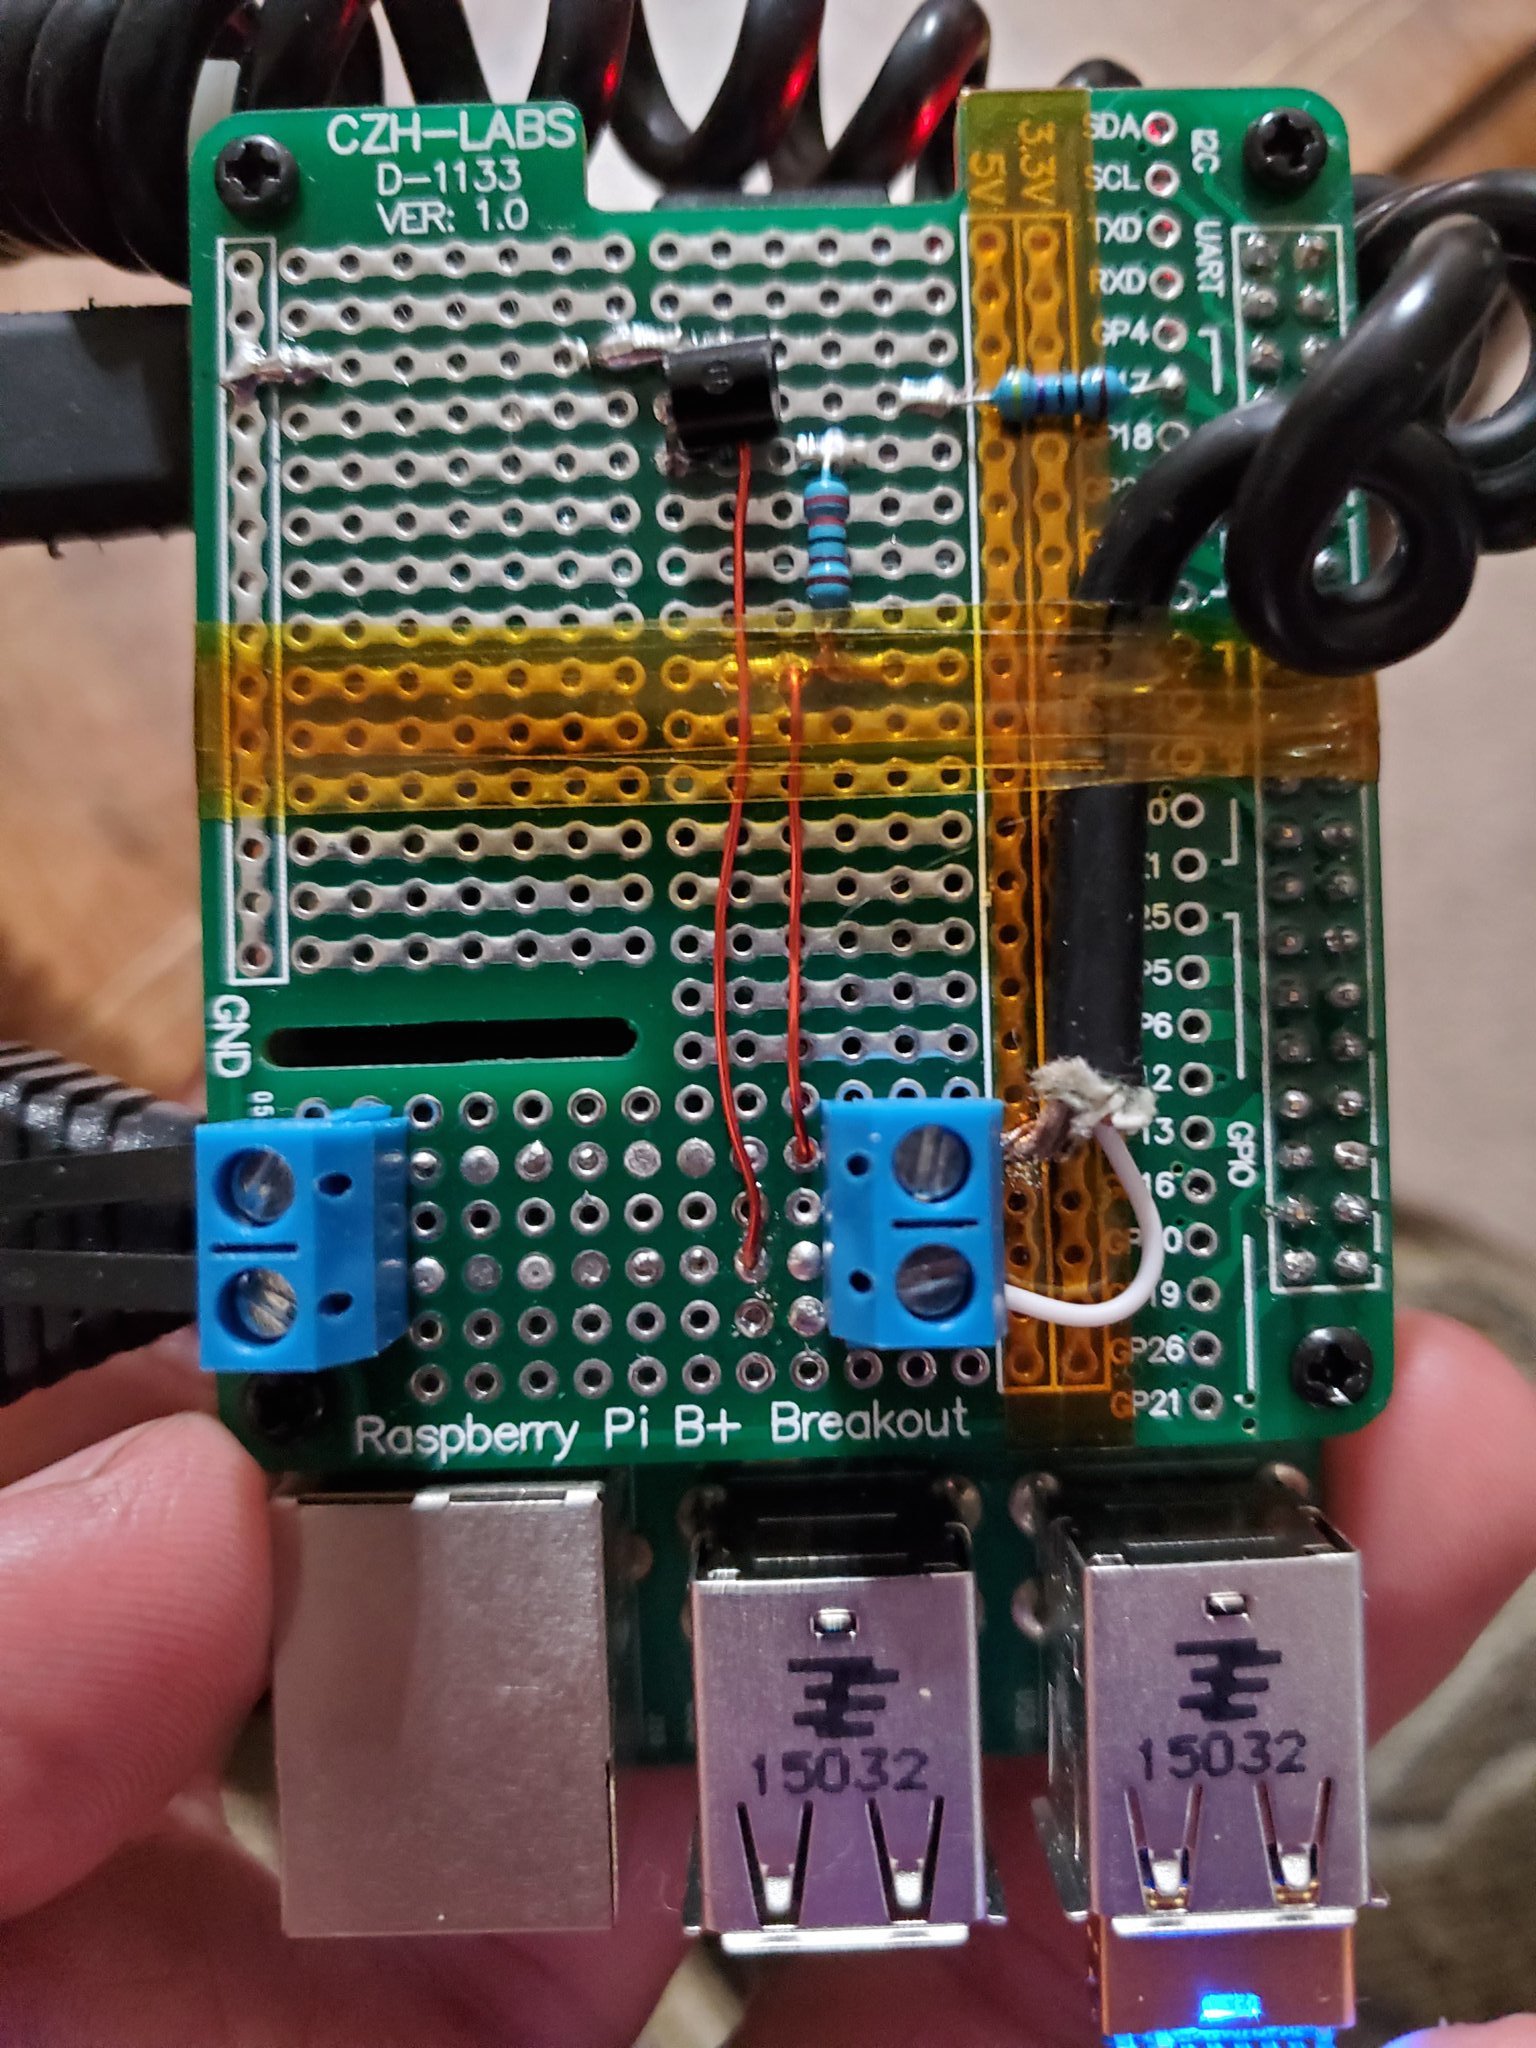 CZH-LABS
D-1133
VER: 1.0
5V
3.3V
SDA
SCL
I2C
TXD
RXD
UART
GP4
GND
GPIO
GP26
GP21
Raspberry Pi B+ Breakout
15032
15032